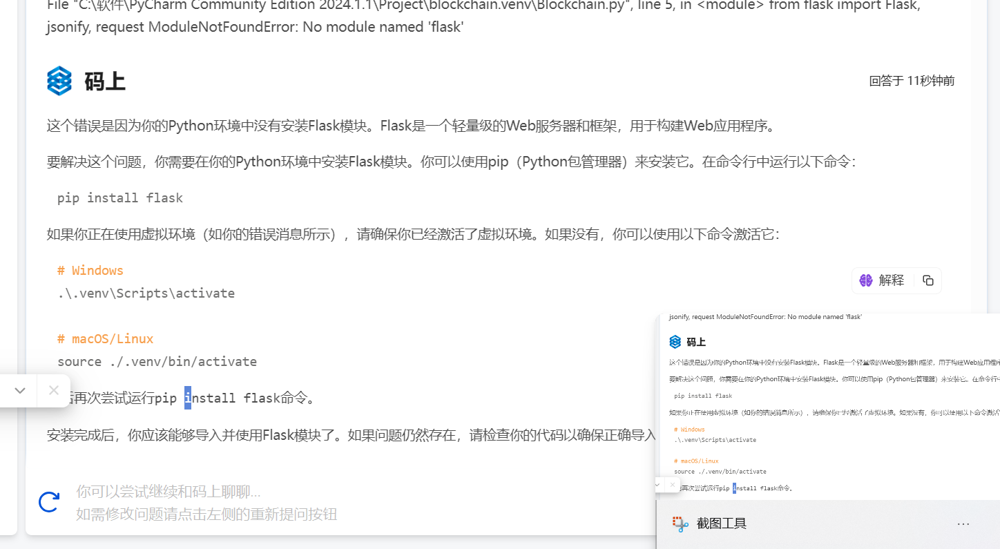 File "C:\软件\PyCharm Community Edition 2024.1.1\Project\blockchain.venv\Blockchain.py", line 5, in <module> from flask import Flask,
jsonify, request ModuleNotFoundError: No module named 'flask'
码上
回答于 11秒钟前
这个错误是因为你的Python环境中没有安装Flask模块。Flask是一个轻量级的Web服务器和框架，用于构建Web应用程序。
要解决这个问题，你需要在你的Python环境中安装Flask模块。你可以使用pip（Python包管理器）来安装它。在命令行中运行以下命令：
pip install flask
如果你正在使用虚拟环境（如你的错误消息所示），请确保你已经激活了虚拟环境。如果没有，你可以使用以下命令激活它：
# Windows
.\.venv\Scripts\activate
解释
# macOS/Linux
source ./.venv/bin/activate
后再次尝试运行pip install flask命令。
安装完成后，你应该能够导入并使用Flask模块了。如果问题仍然存在，请检查你的代码以确保正确导入
你可以尝试继续和码上聊聊...
如需修改问题请点击左侧的重新提问按钮
jsonify, request ModuleNotFoundError: No module named 'flask'
码上
这个错误是因为你的Python环境中没有安装Flask模块。Flask是一个轻量级的Web服务器和框架，用于构建Web应用程序
要解决这个问题，你需要在你的Python环境中安装Flask模块。你可以使用pip（Python包管理器）来安装它。在命令行中
pip install flask
如果你正在使用虚拟环境（如你的错误消息所示），请确保你已经激活了虚拟环境。如果没有，你可以使用以下命令激活
# Windows
.\.venv\Scripts\activate
# macOS/Linux
source ./.venv/bin/activate
后再次尝试运行pip install flask命令。
截图工具